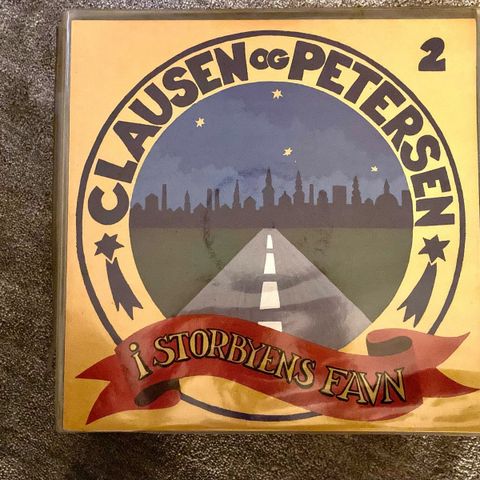 CLAUSEN OG PETERSEN
2
i STORBYENS FAVN